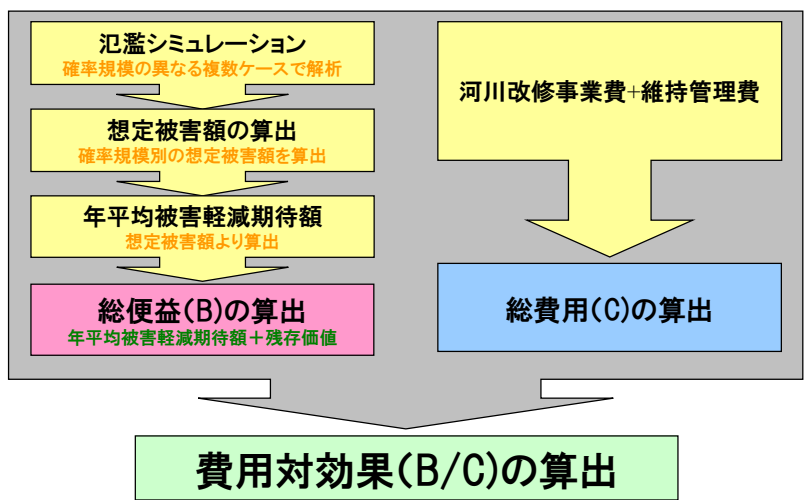 氾濫シミュレーション
確率規模の異なる複数ケースで解析
想定被害額の算出
確率規模別の想定被害額を算出
年平均被害軽減期待額
想定被害額より算出
総便益(B)の算出
年平均被害軽減期待額＋残存価値
河川改修事業費+維持管理費
総費用(C)の算出
費用対効果(B/C)の算出